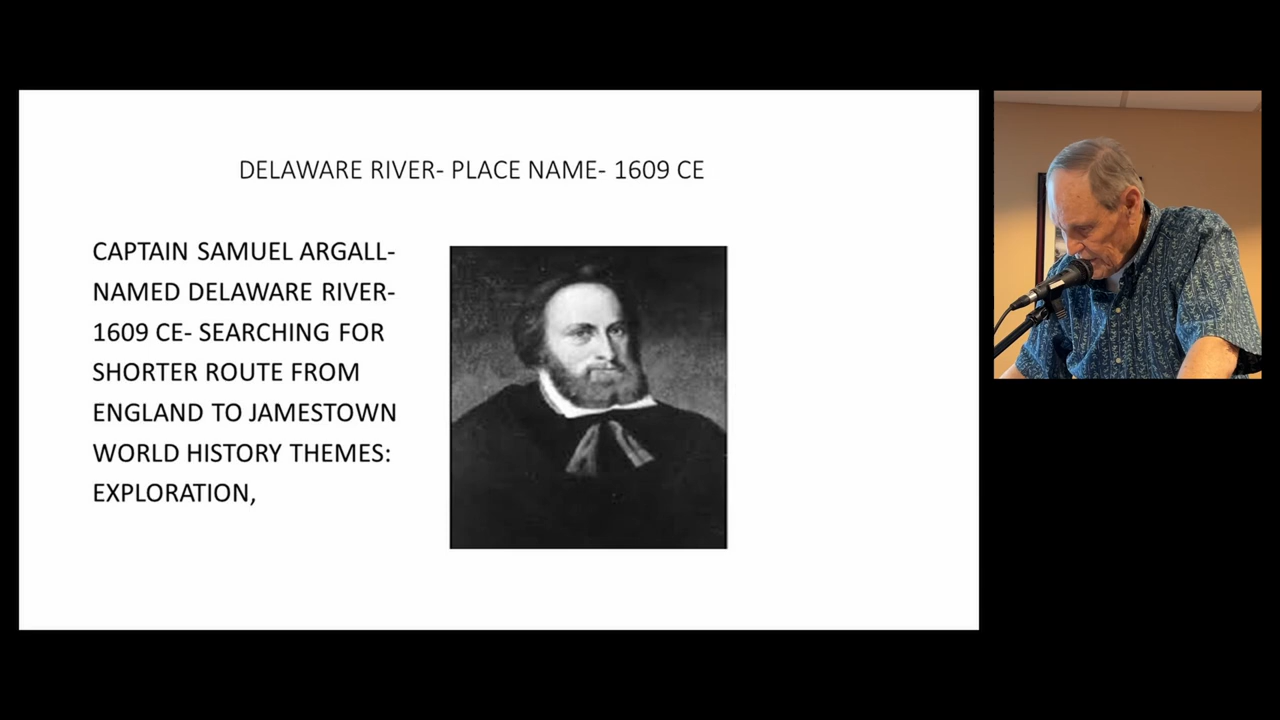 DELAWARE RIVER- PLACE NAME- 1609 CE
CAPTAIN SAMUEL ARGALL-
NAMED DELAWARE RIVER-
1609 CE- SEARCHING FOR
SHORTER ROUTE FROM
ENGLAND TO JAMESTOWN
WORLD HISTORY THEMES:
EXPLORATION,